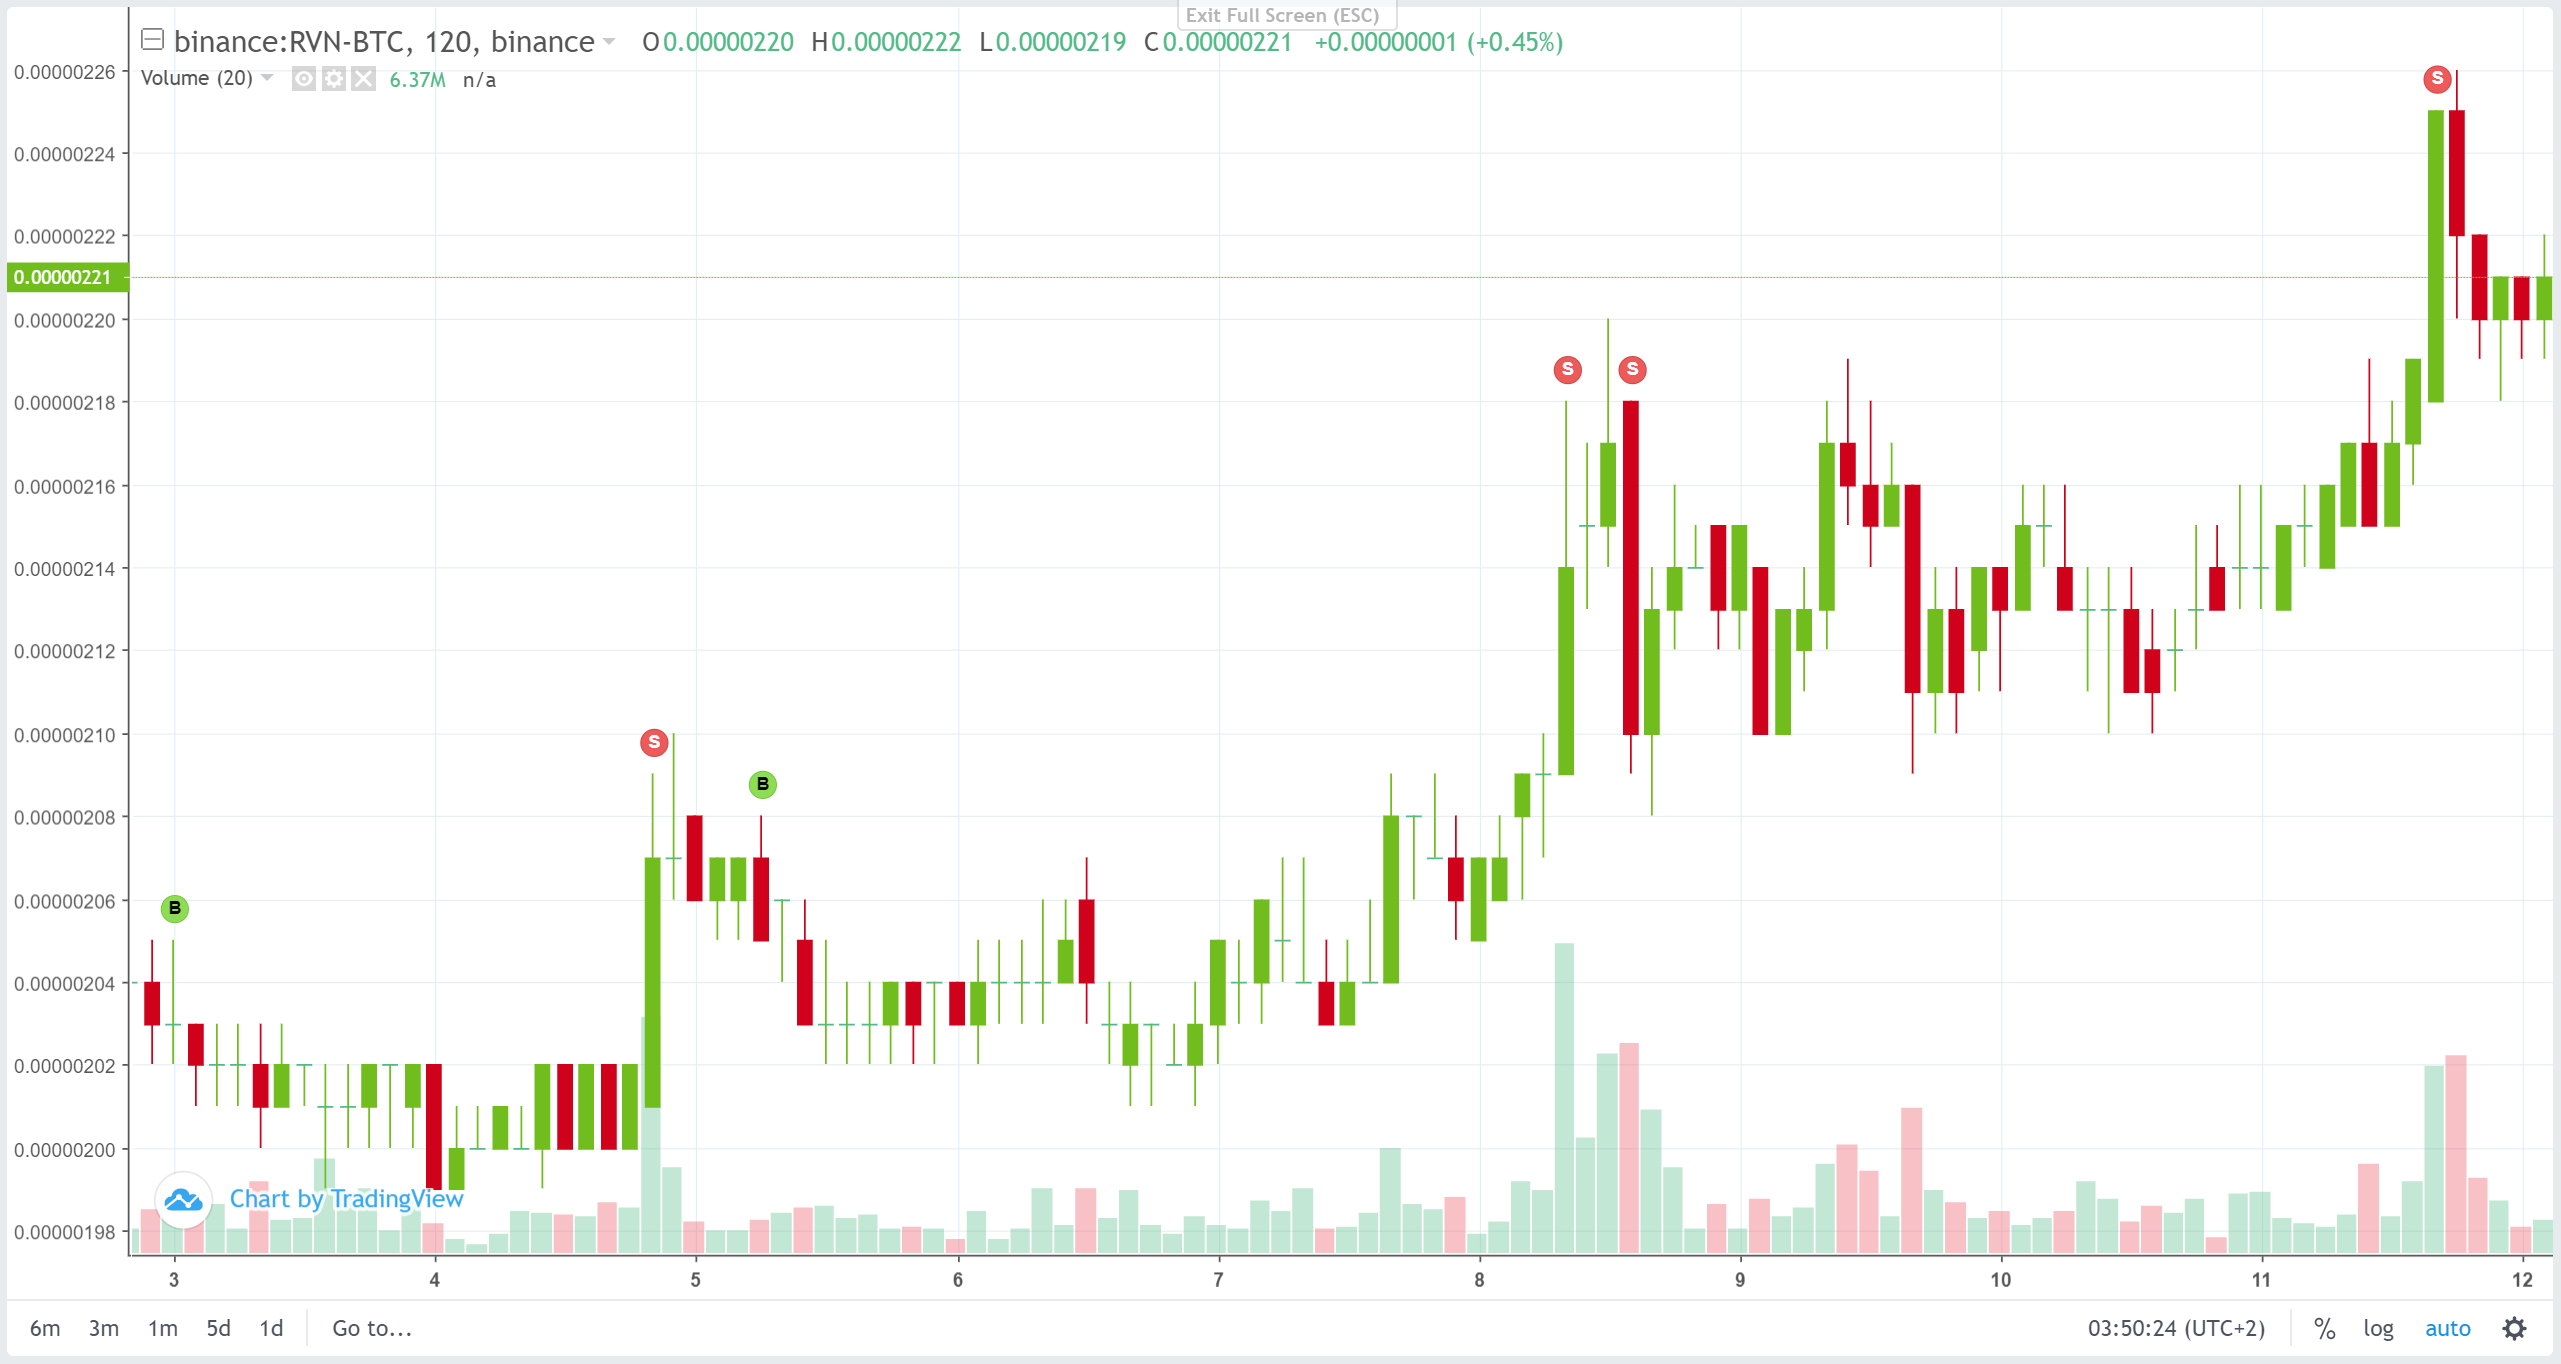 Exit Full Screen (ESC)
binance:RVN-BTC, 120, binance O0.00000220 H0.00000222 L0.00000219 C0.00000221 +0.00000001 (+0.45%)
Volume (20) 6.37M n/a
0.00000226
S
0.00000224
0.00000222
0.00000221
0.00000220
S S
0.00000218
0.00000216
0.00000214
0.00000212
0.00000210
S
B
0.00000208
0.00000206
B
0.00000204
0.00000202
0.00000200
Chart by TradingView
0.00000198
3 4 5 6 7 8 9 10 11 12
6m 3m 1m 5d 1d Go to... 03:50:24 (UTC+2) % log auto